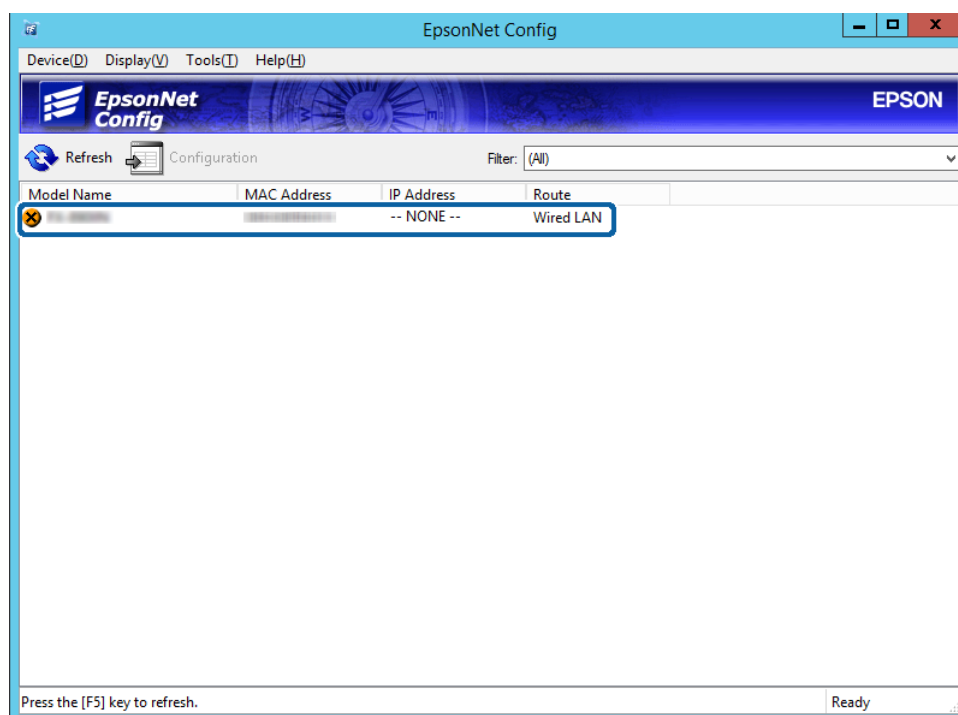 EpsonNet Config
Device(D) Display(V) Tools(T) Help(H)
EpsonNet
Config
EPSON
Refresh Configuration Filter: (All)
Model Name MAC Address IP Address Route
-- NONE -- Wired LAN
Press the [F5] key to refresh. Ready